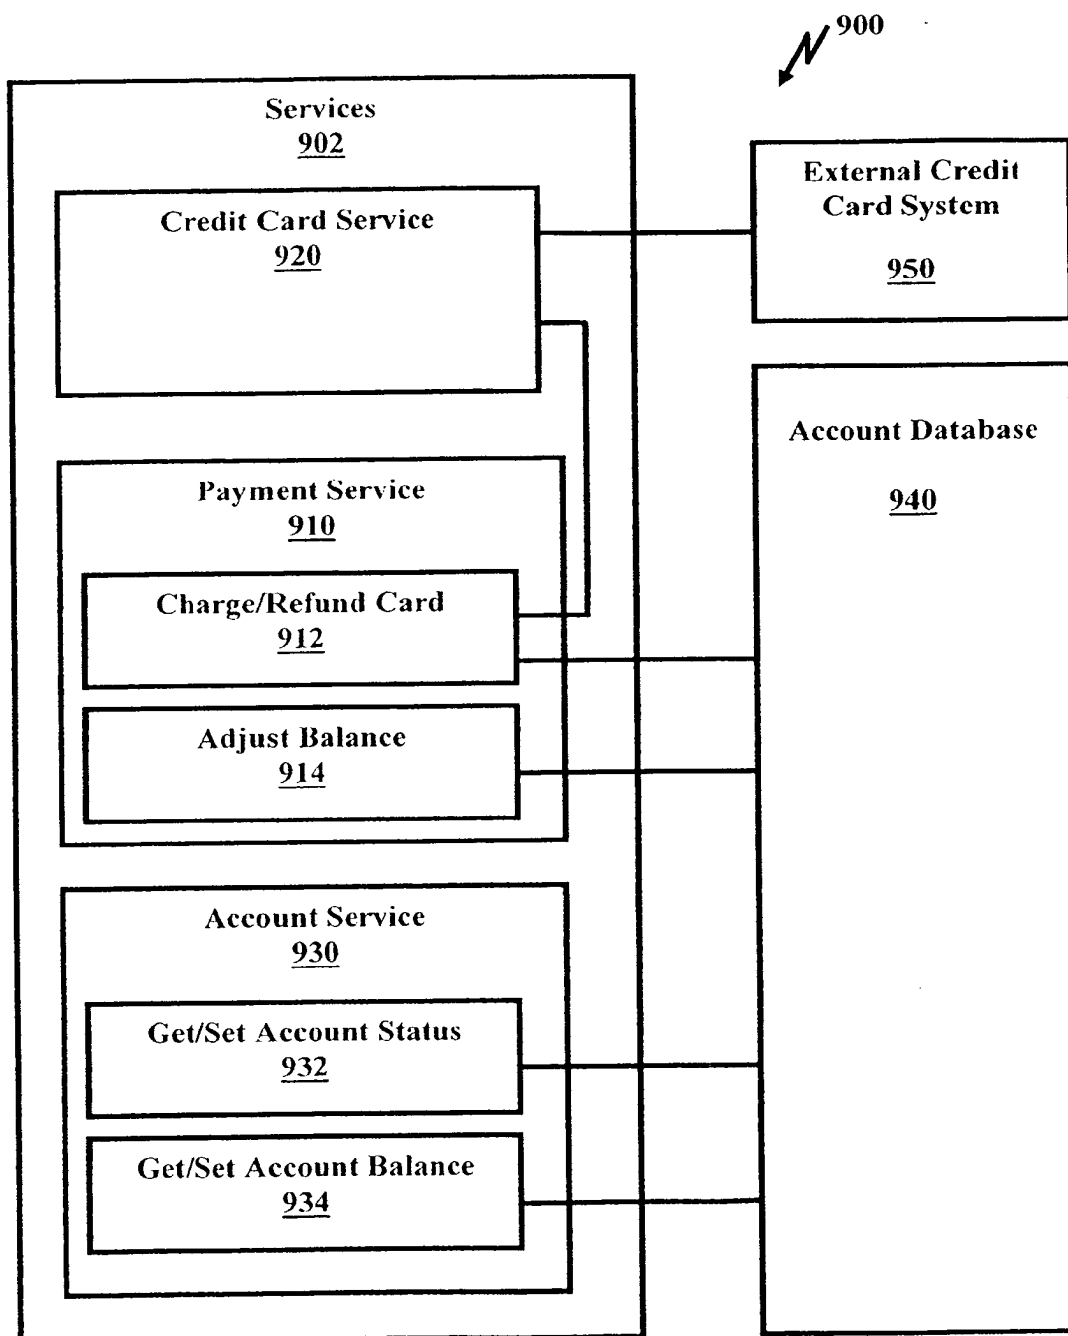 900
Services
902
Credit Card Service
920
External Credit
Card System
950
Account Database
940
Payment Service
910
Charge/Refund Card
912
Adjust Balance
914
Account Service
930
Get/Set Account Status
932
Get/Set Account Balance
934